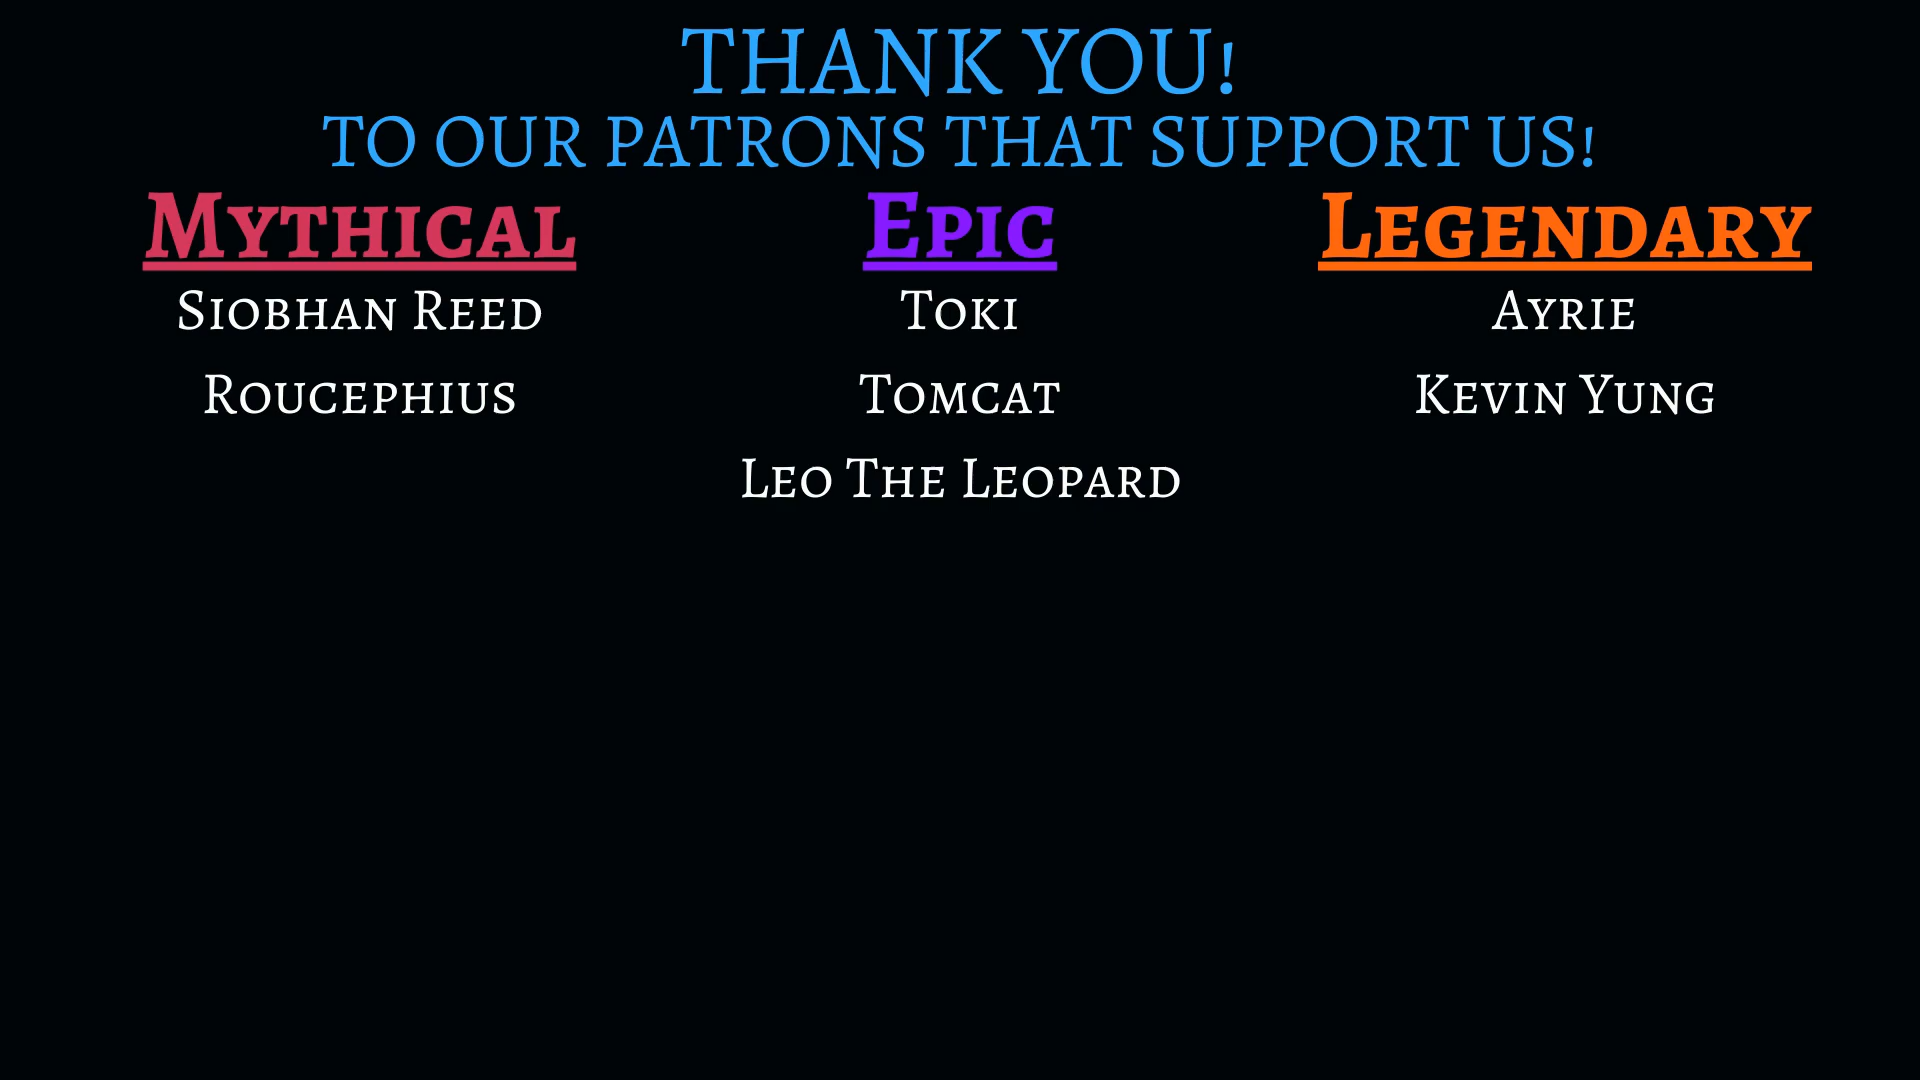 THANK YOU!
TO OUR PATRONS THAT SUPPORT US!
Mythical Epic Legendary
Siobhan Reed Toki Ayrie
Roucephius Tomcat Kevin Yung
Leo The Leopard